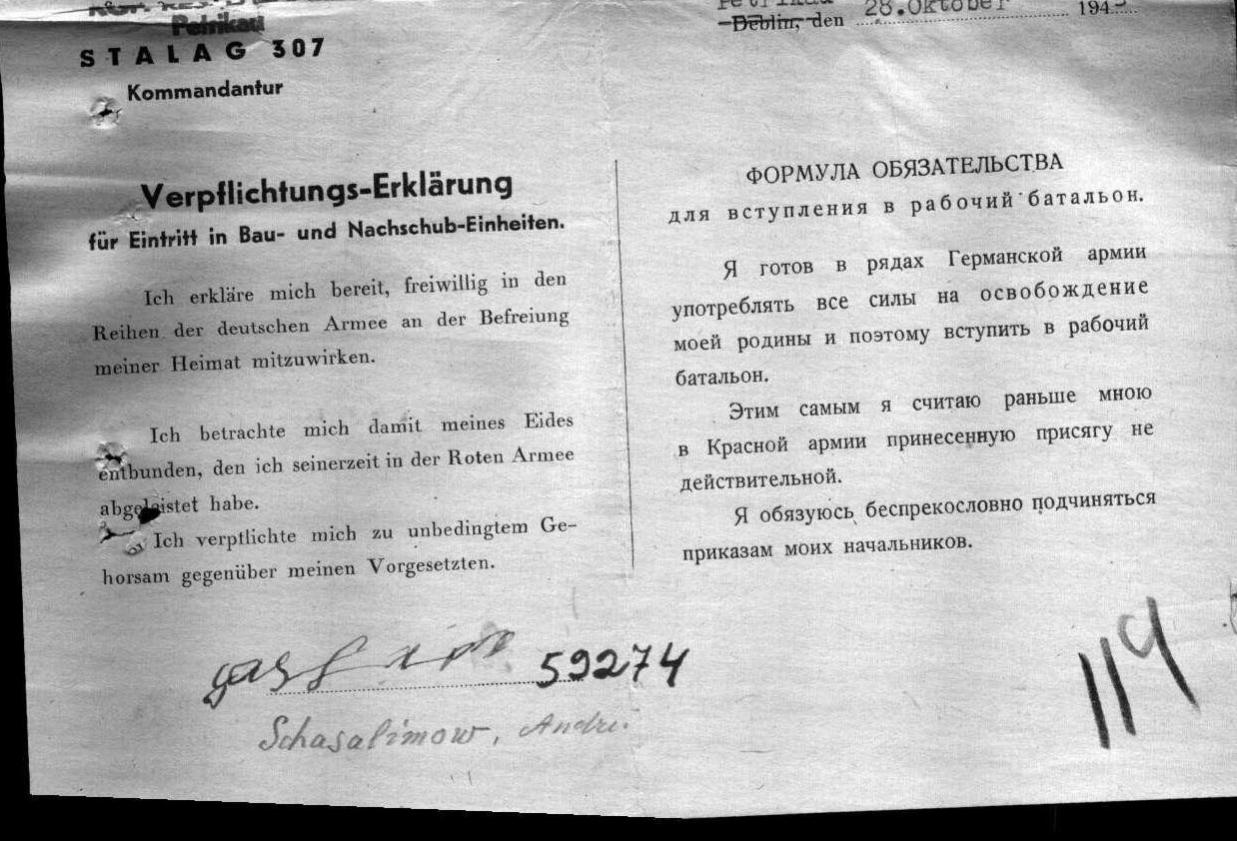 Petrikau
STALAG 307
Kommandantur
Petrikau
Deblin, den 28.Oktober 194
Verpflichtungs-Erklärung
für Eintritt in Bau- und Nachschub-Einheiten.
Ich erkläre mich bereit, freiwillig in den
Reihen der deutschen Armee an der Befreiung
meiner Heimat mitzuwirken.
Ich betrachte mich damit meines Eides
entbunden, den ich seinerzeit in der Roten Armee
abgeleistet habe.
Ich verpflichte mich zu unbedingtem Ge-
horsam gegenüber meinen Vorgesetzten.
ФОРМУЛА ОБЯЗАТЕЛЬСТВА
для вступления в рабочий батальон.
Я готов в рядах Германской армии
употреблять все силы на освобождение
моей родины и поэтому вступить в рабочий
батальон.
Этим самым я считаю раньше мною
в Красной армии принесенную присягу не
действительной.
Я обязуюсь беспрекословно подчиняться
приказам моих начальников.
59274
Schasalimow, Andrei
114